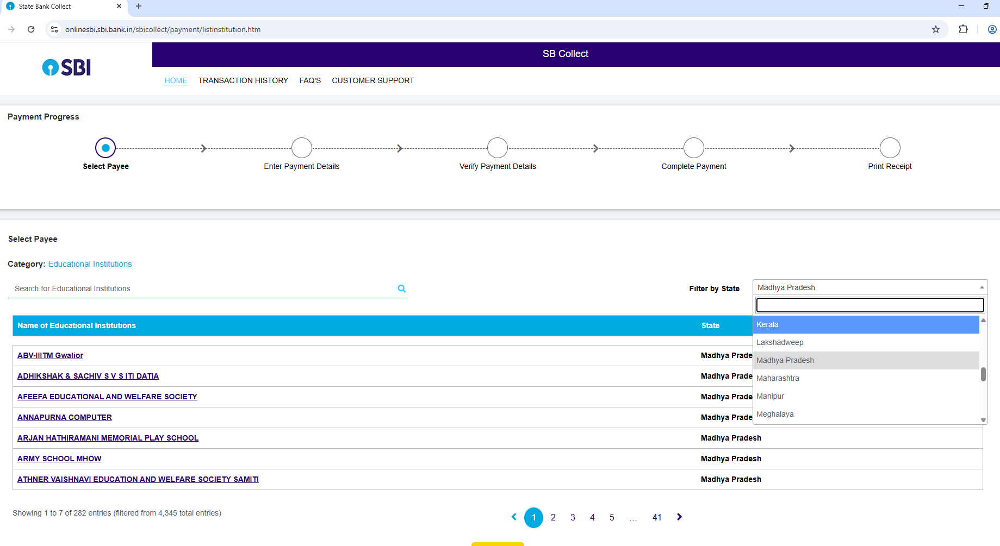 State Bank Collect
onlinesbi.sbi.bank.in/sbicollect/payment/listinstitution.htm
SBI
SB Collect
HOME TRANSACTION HISTORY FAQ'S CUSTOMER SUPPORT
Payment Progress
Select Payee Enter Payment Details Verify Payment Details Complete Payment Print Receipt
Select Payee
Category: Educational Institutions
Search for Educational Institutions Filter by State Madhya Pradesh
Name of Educational Institutions State
Kerala
Lakshadweep
Madhya Pradesh
Maharashtra
Manipur
Meghalaya
ABV-IIITM Gwalior Madhya Prade
ADHIKSHAK & SACHIV S V S ITI DATIA Madhya Prade
AFEEFA EDUCATIONAL AND WELFARE SOCIETY Madhya Prade
ANNAPURNA COMPUTER Madhya Prade
ARJAN HATHIRAMANI MEMORIAL PLAY SCHOOL Madhya Pradesh
ARMY SCHOOL MHOW Madhya Pradesh
ATHNER VAISHNAVI EDUCATION AND WELFARE SOCIETY SAMITI Madhya Pradesh
Showing 1 to 7 of 282 entries (filtered from 4,345 total entries) 1 2 3 4 5 ... 41